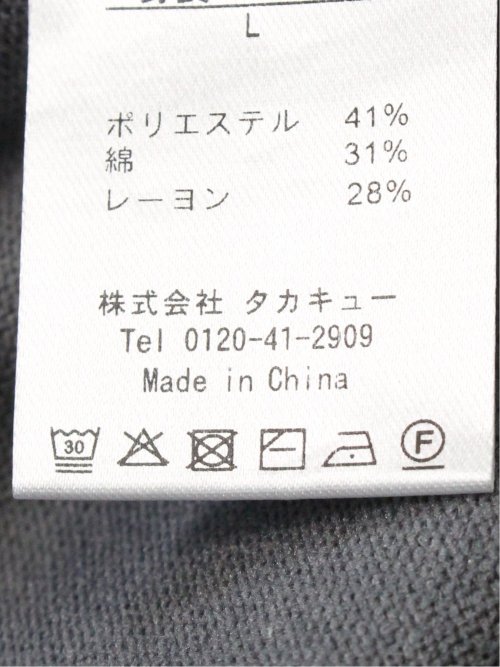 L
ポリエステル 41%
綿 31%
レーヨン 28%
株式会社 タカキュー
Tel 0120-41-2909
Made in China
30 F